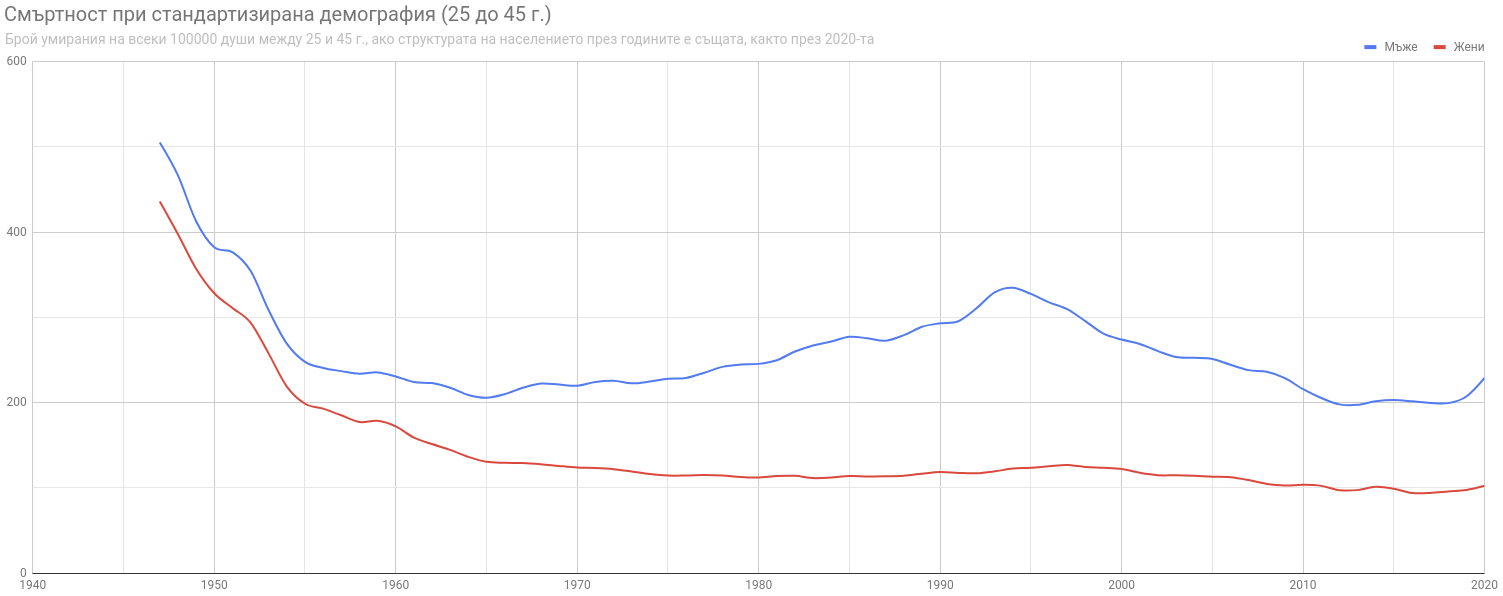 Смъртност при стандартизирана демография (25 до 45 г.)
Брой умирания на всеки 100000 души между 25 и 45 г., ако структурата на населението през годините е същата, както през 2020-та
Мъже Жени
600
400
200
0
1940 1950 1960 1970 1980 1990 2000 2010 2020